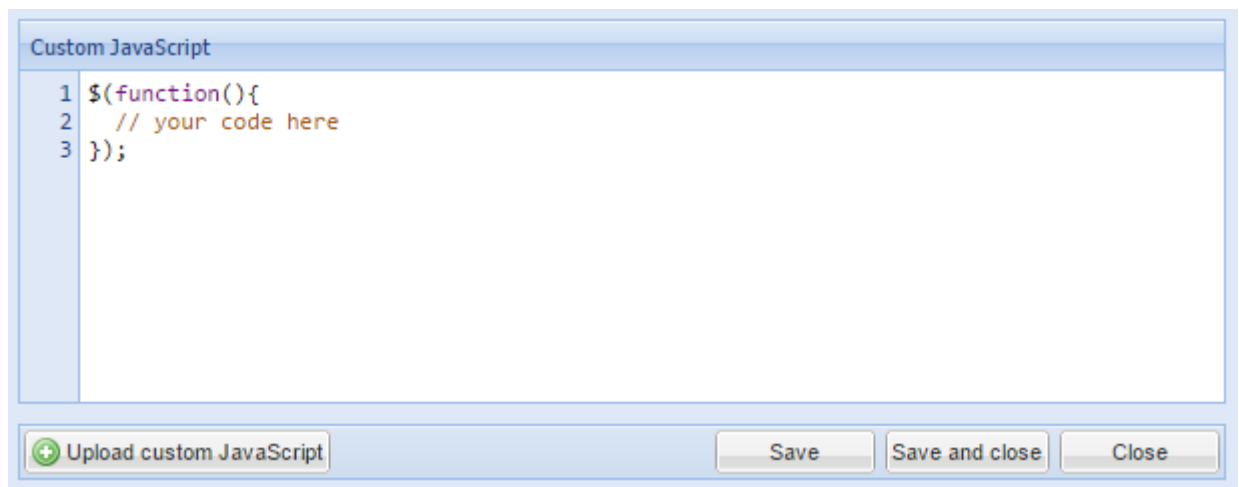 Custom JavaScript
1 $(function(){
2   // your code here
3 });
Upload custom JavaScript Save Save and close Close